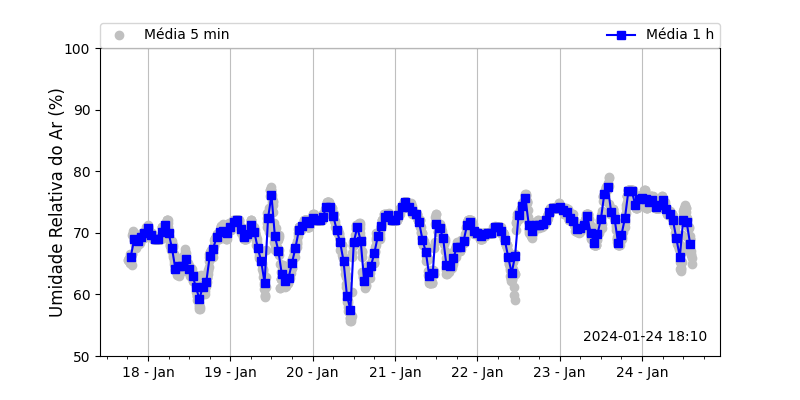 Média 5 min
Média 1 h
Umidade Relativa do Ar (%)
100
90
80
70
60
50
2024-01-24 18:10
18 - Jan
19 - Jan
20 - Jan
21 - Jan
22 - Jan
23 - Jan
24 - Jan